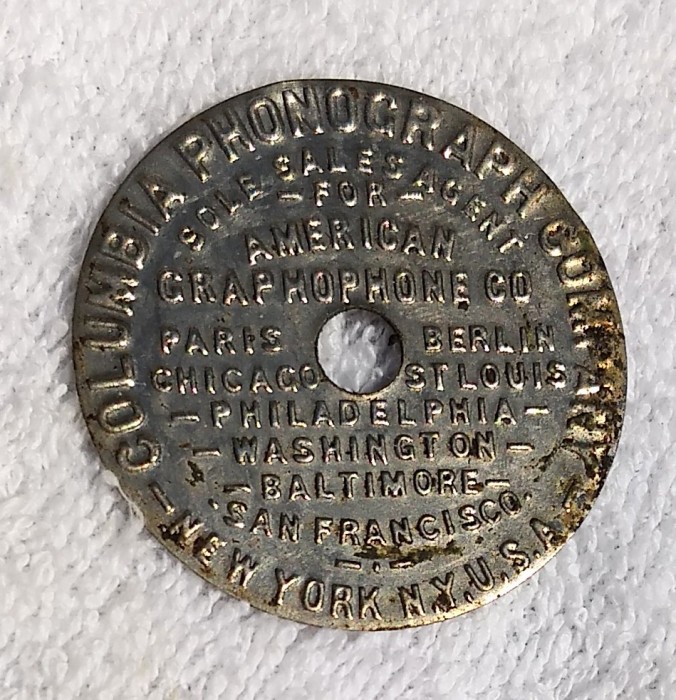 COLUMBIA PHONOGRAPH COMPANY
SOLE SALES AGENT
-FOR-
AMERICAN
GRAPHOPHONE CO
PARIS BERLIN
CHICAGO ST LOUIS
-PHILADELPHIA-
-WASHINGTON-
-BALTIMORE-
·SAN FRANCISCO·
-·-
-NEW YORK·N.Y.U.S.A-